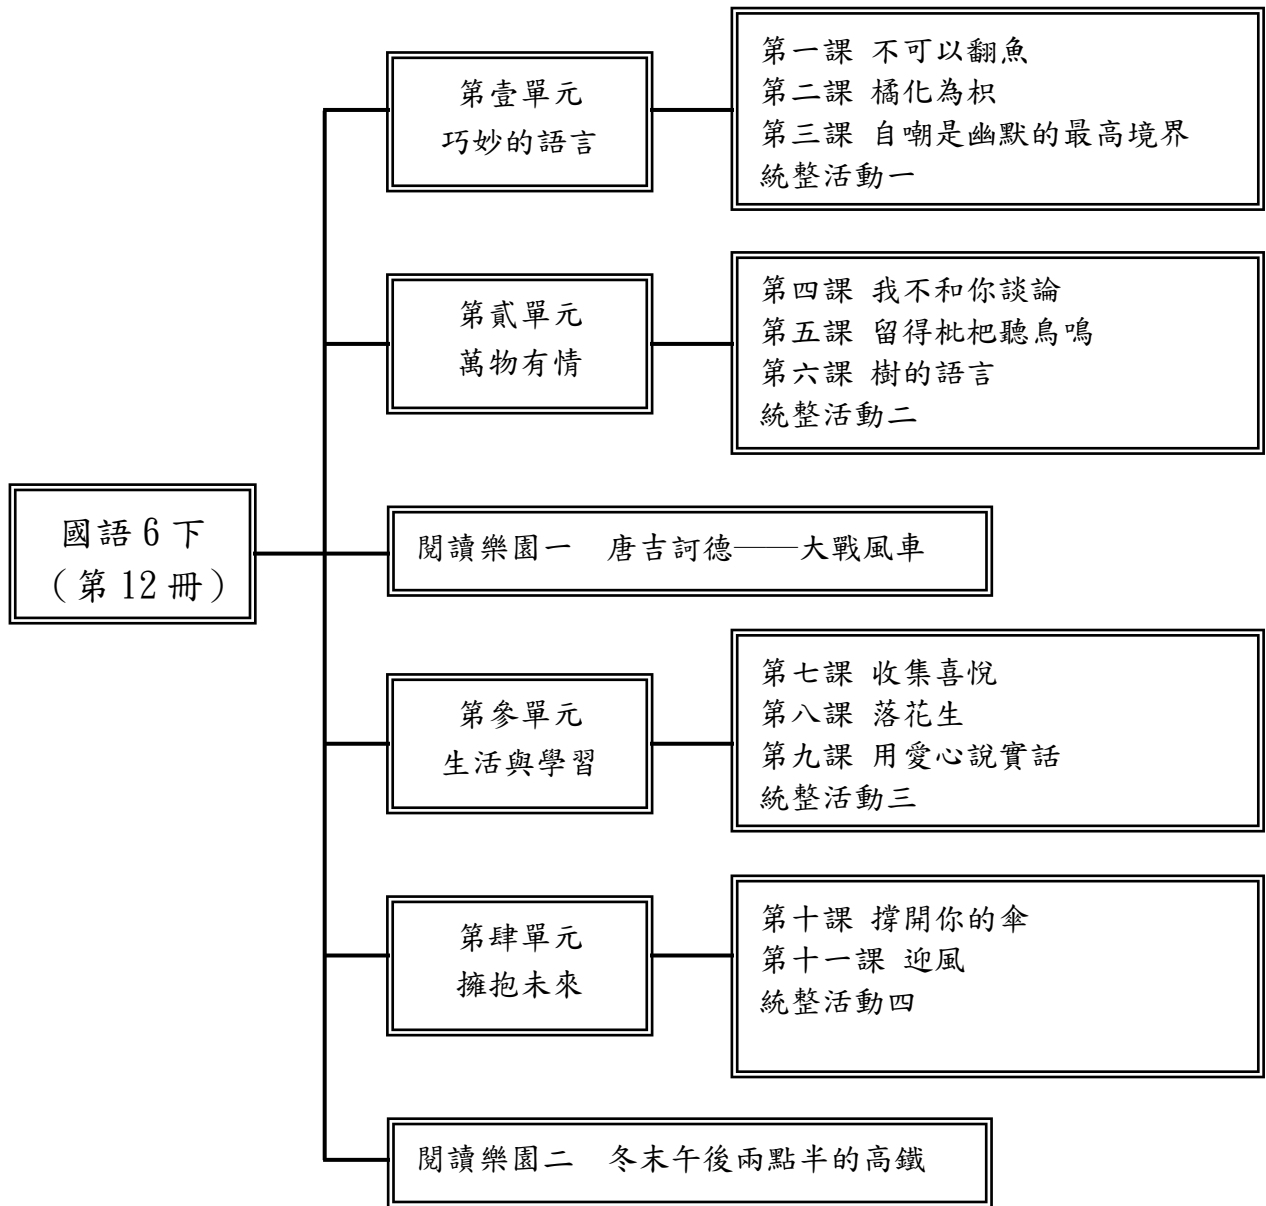 國語6下
（第12冊）
第壹單元
巧妙的語言
第一課 不可以翻魚
第二課 橘化為枳
第三課 自嘲是幽默的最高境界
統整活動一
第貳單元
萬物有情
第四課 我不和你談論
第五課 留得枇杷聽鳥鳴
第六課 樹的語言
統整活動二
閱讀樂園一　唐吉訶德——大戰風車
第參單元
生活與學習
第七課 收集喜悅
第八課 落花生
第九課 用愛心說實話
統整活動三
第肆單元
擁抱未來
第十課 撐開你的傘
第十一課 迎風
統整活動四
閱讀樂園二　冬末午後兩點半的高鐵